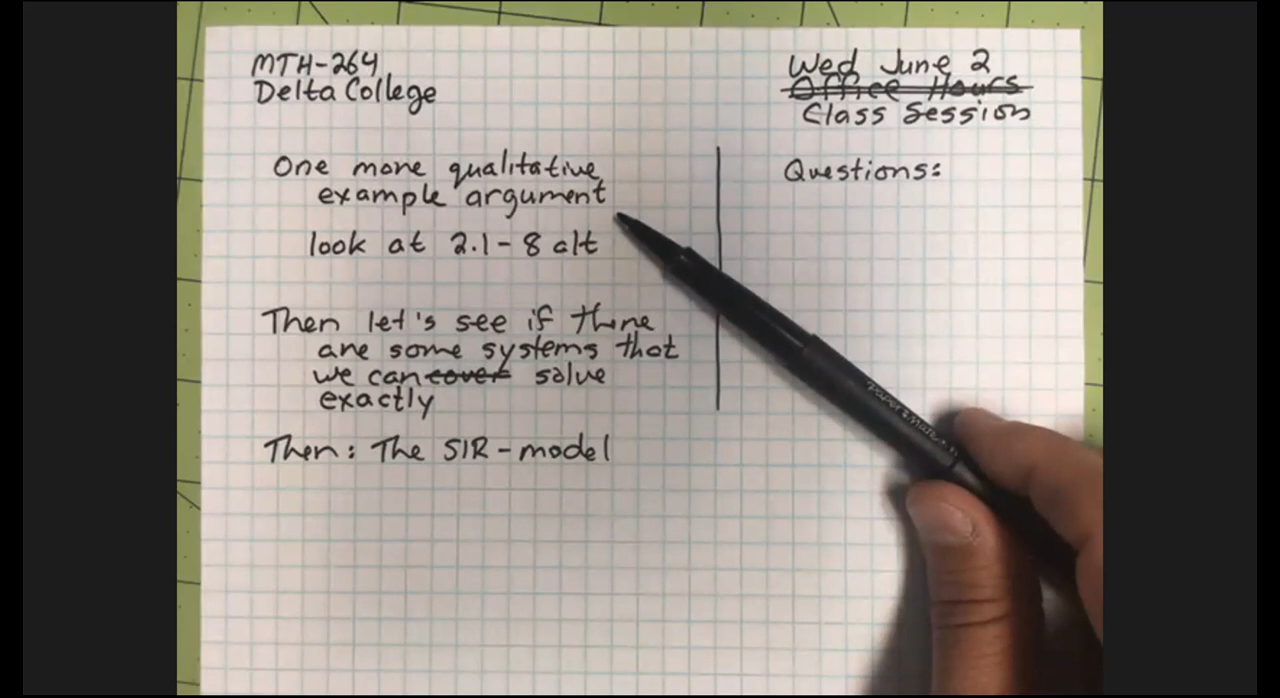 MTH-264
Delta College
Wed June 2
Office Hours
Class Session
One more qualitative
example argument
look at 2.1-8 alt
Then let's see if there
are some systems that
we can cover solve
exactly
Then: The SIR-model
Questions:
Paper Mate